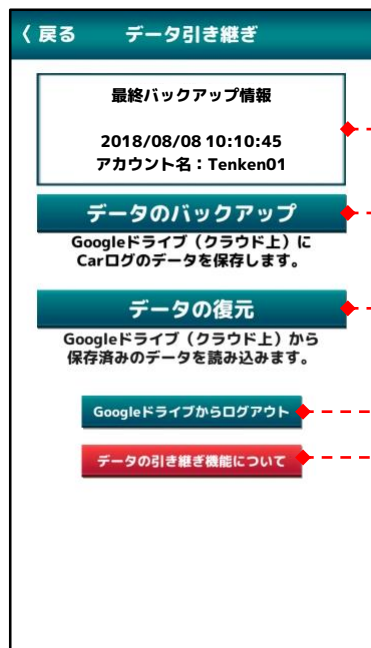 〈 戻る データ引き継ぎ
最終バックアップ情報
2018/08/08 10:10:45
アカウント名：Tenken01
データのバックアップ
Googleドライブ（クラウド上）に
Carログのデータを保存します。
データの復元
Googleドライブ（クラウド上）から
保存済みのデータを読み込みます。
Googleドライブからログアウト
データの引き継ぎ機能について